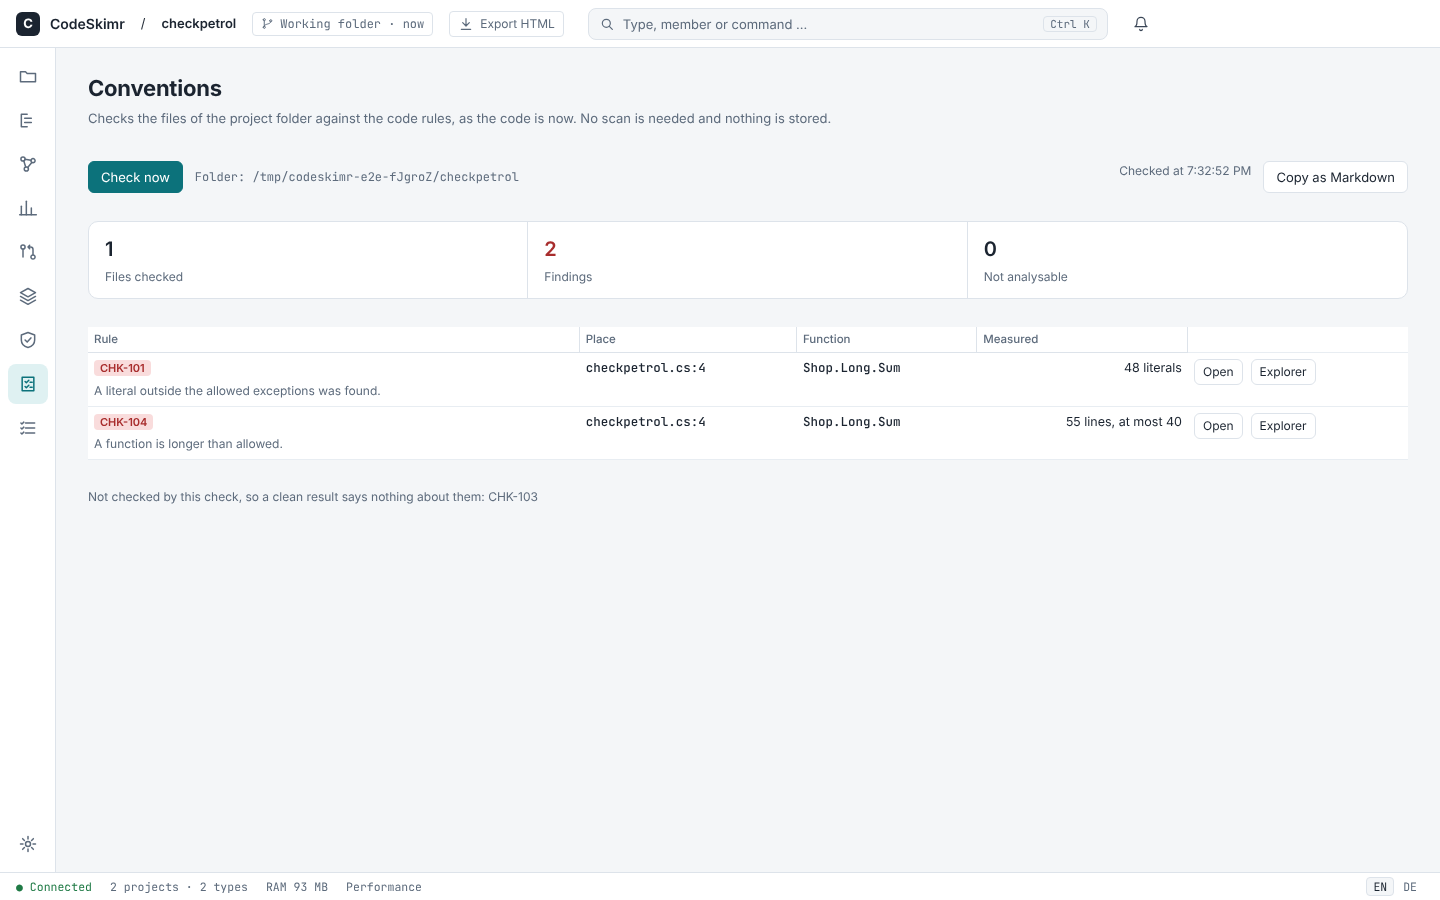 C CodeSkimr / checkpetrol Working folder · now Export HTML Type, member or command ... Ctrl K
Conventions
Checks the files of the project folder against the code rules, as the code is now. No scan is needed and nothing is stored.
Check now Folder: /tmp/codeskimr-e2e-fJgroZ/checkpetrol Checked at 7:32:52 PM Copy as Markdown
1 2 0
Files checked Findings Not analysable
Rule Place Function Measured
CHK-101 checkpetrol.cs:4 Shop.Long.Sum 48 literals Open Explorer
A literal outside the allowed exceptions was found.
CHK-104 checkpetrol.cs:4 Shop.Long.Sum 55 lines, at most 40 Open Explorer
A function is longer than allowed.
Not checked by this check, so a clean result says nothing about them: CHK-103
Connected 2 projects · 2 types RAM 93 MB Performance EN DE